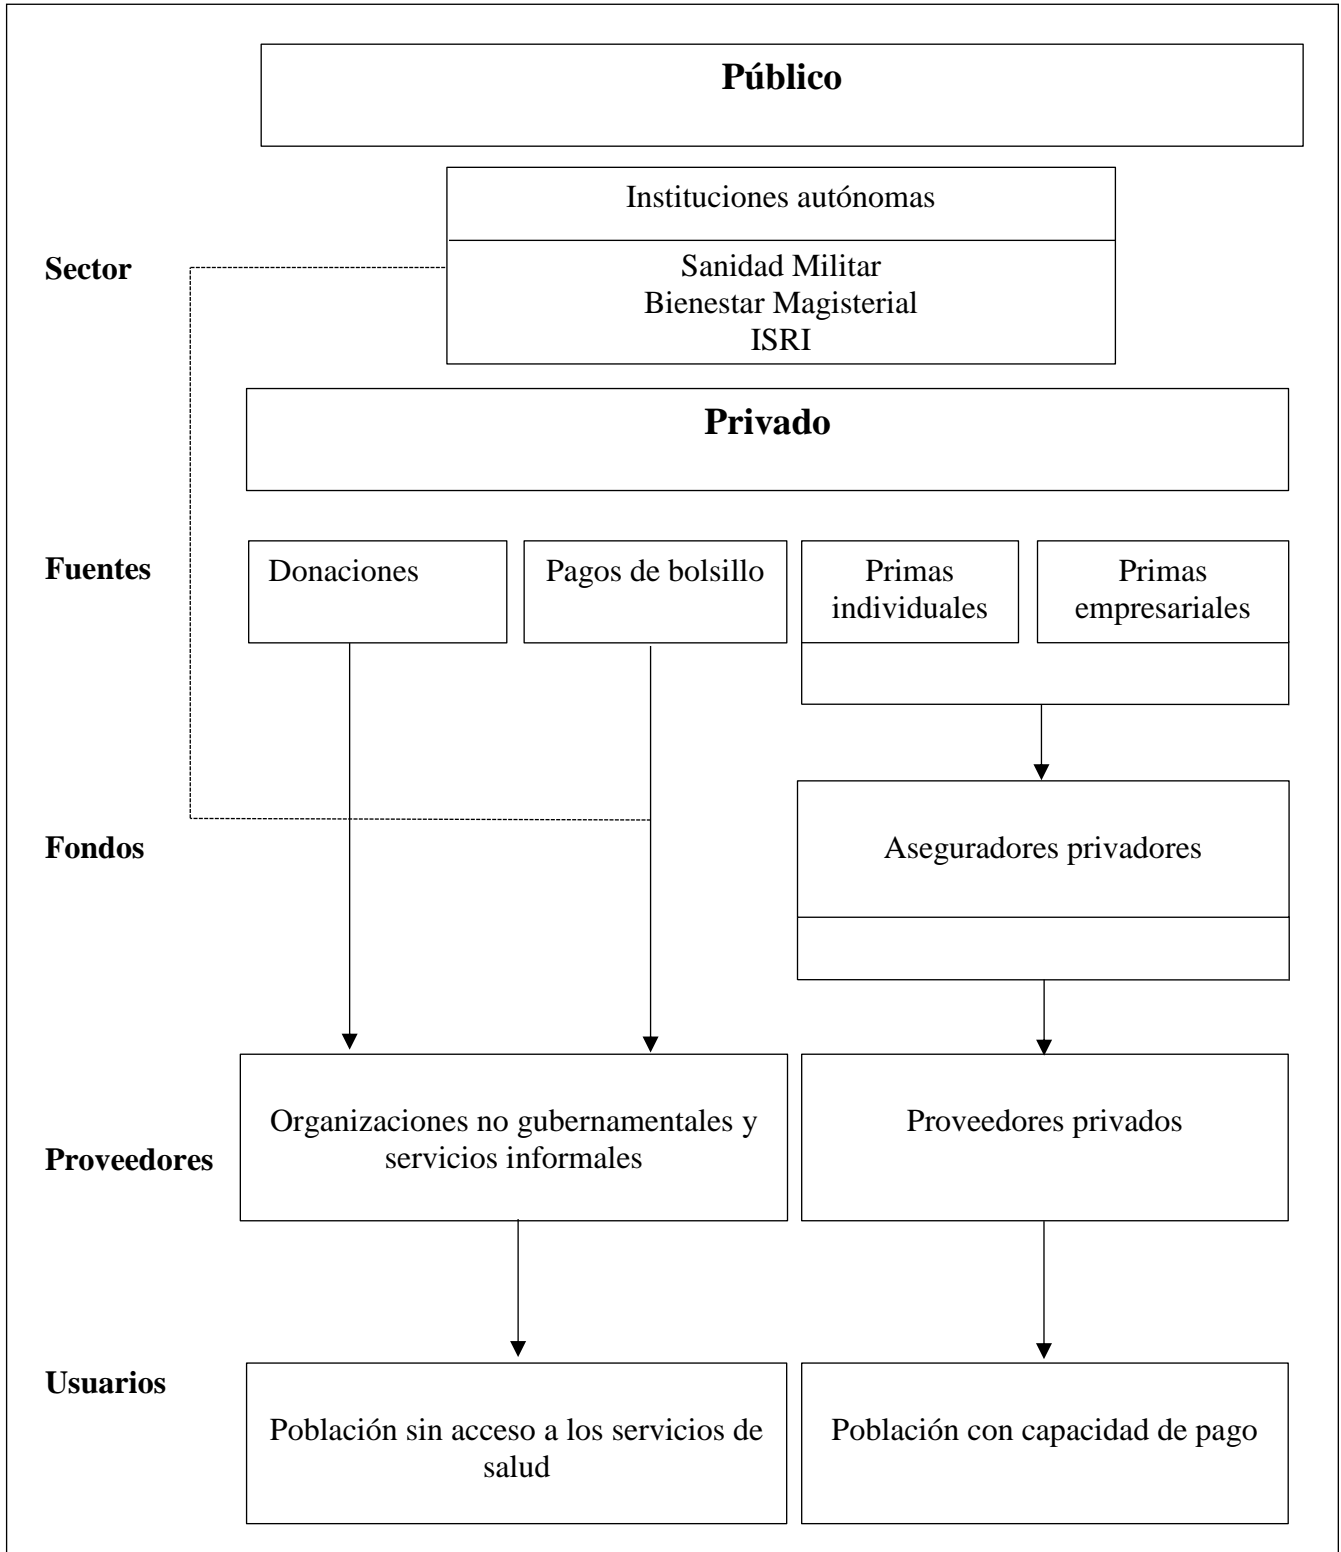 Público
Instituciones autónomas
Sector
Sanidad Militar
Bienestar Magisterial
ISRI
Privado
Fuentes
Donaciones
Pagos de bolsillo
Primas
individuales
Primas
empresariales
Fondos
Aseguradores privadores
Proveedores
Organizaciones no gubernamentales y
servicios informales
Proveedores privados
Usuarios
Población sin acceso a los servicios de
salud
Población con capacidad de pago